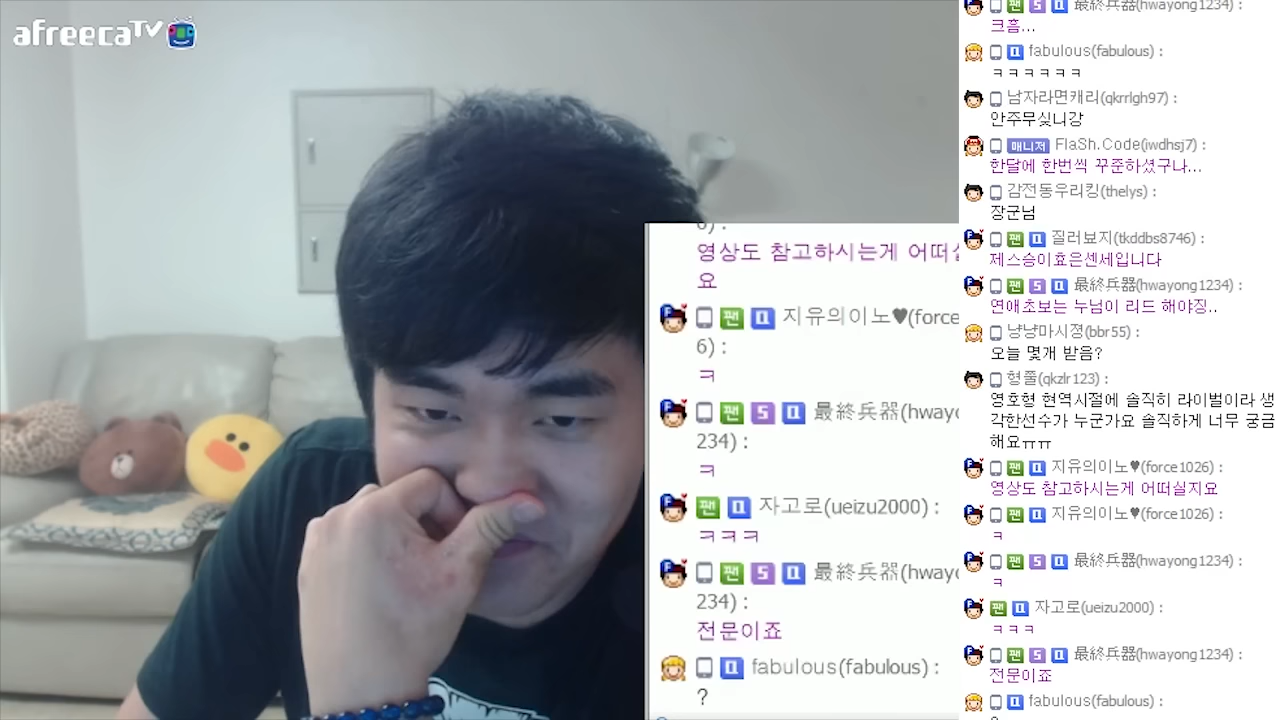 afreecaTV
6) :
영상도 참고하시는게 어떠실
요
팬 지유의이노♥(force
6) :
ㅋ
팬 S 最終兵器(hwayo
234) :
ㅋ
팬 자고로(ueizu2000) :
ㅋㅋㅋ
팬 S 最終兵器(hwayo
234) :
전문이죠
fabulous(fabulous) :
?
팬 S 最終兵器(hwayong1234) :
크흠...
fabulous(fabulous) :
ㅋㅋㅋㅋㅋㅋ
남자라면캐리(qkrrlgh97) :
안주무싲니강
매니저 FlaSh.Code(iwdhsj7) :
한달에 한번씩 꾸준하셨구나...
감전동우리킹(thelys) :
장군님
팬 질러보지(tkddbs8746) :
제스승이효은센세입니다
팬 S 最終兵器(hwayong1234) :
연애초보는 누님이 리드 해야징..
냥냥마시졍(bbr55) :
오늘 몇개 받음?
형쭐(qkzlr123) :
영호형 현역시절에 솔직히 라이벌이라 생
각한선수가 누군가요 솔직하게 너무 궁금
해요ㅠㅠ
팬 지유의이노♥(force1026) :
영상도 참고하시는게 어떠실지요
팬 지유의이노♥(force1026) :
ㅋ
팬 S 最終兵器(hwayong1234) :
ㅋ
팬 자고로(ueizu2000) :
ㅋㅋㅋ
팬 S 最終兵器(hwayong1234) :
전문이죠
fabulous(fabulous) :